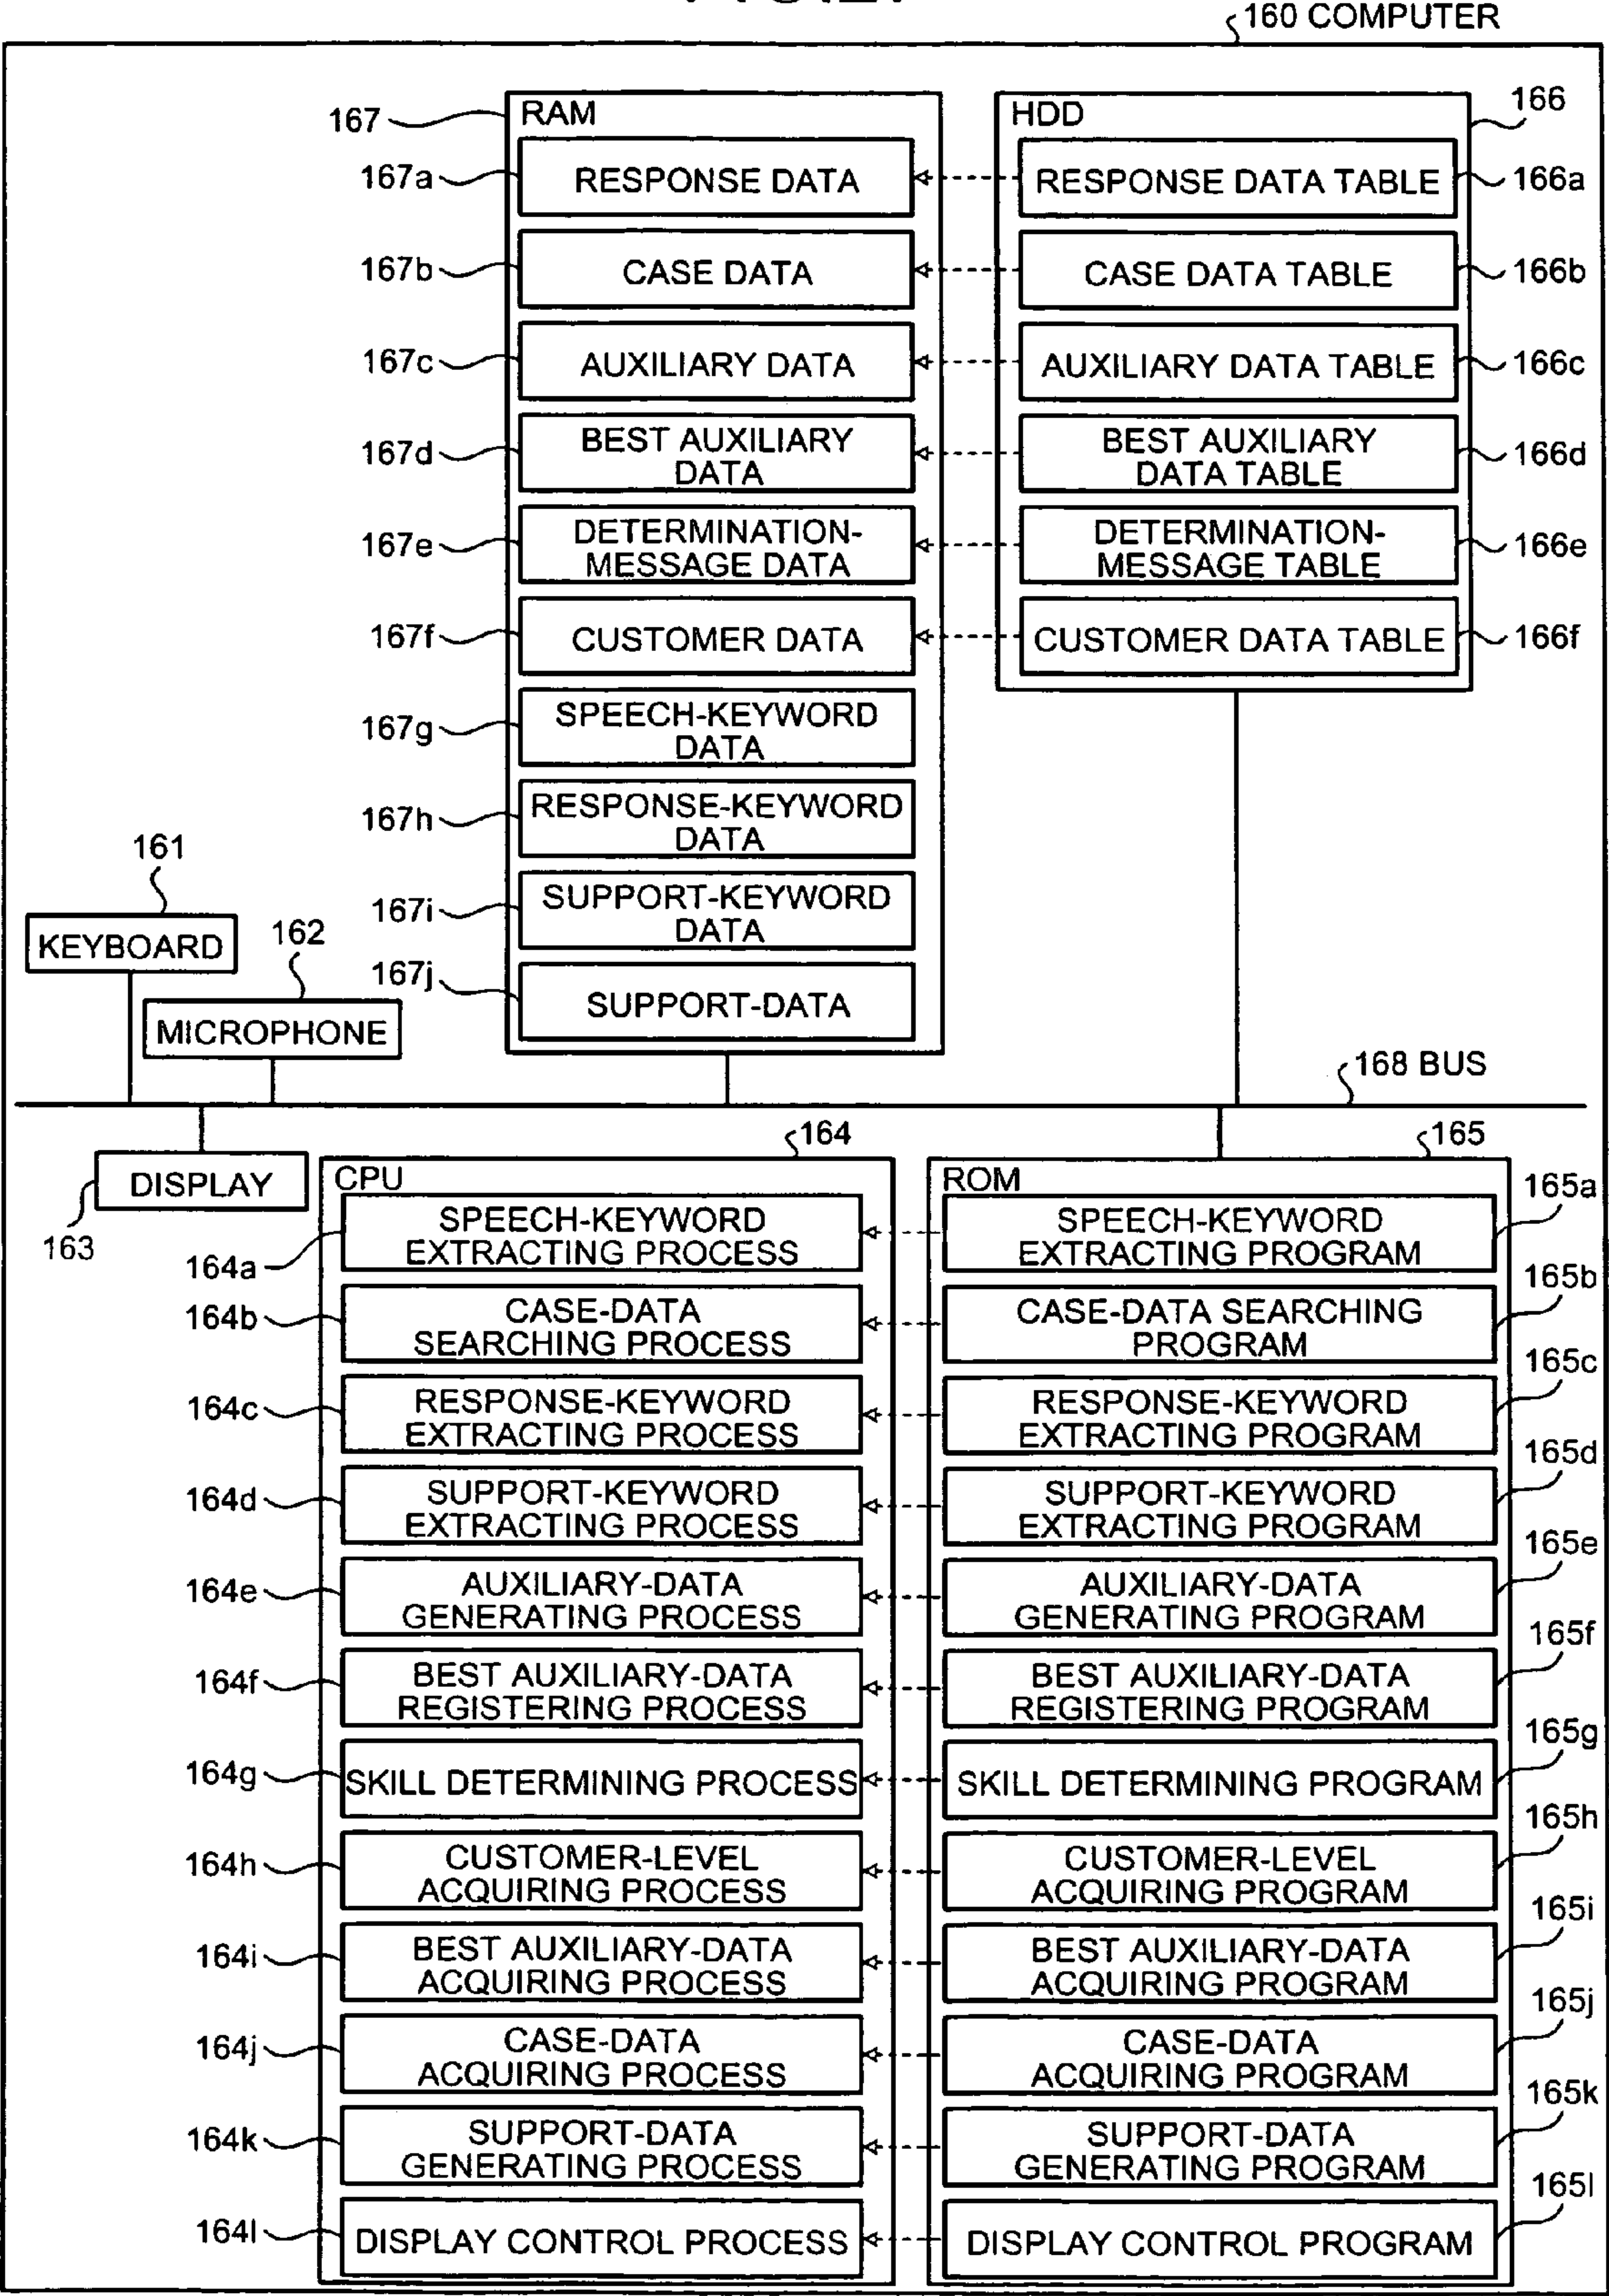 160 COMPUTER
167
RAM
167a
RESPONSE DATA
167b
CASE DATA
167c
AUXILIARY DATA
167d
BEST AUXILIARY
DATA
167e
DETERMINATION-
MESSAGE DATA
167f
CUSTOMER DATA
167g
SPEECH-KEYWORD
DATA
167h
RESPONSE-KEYWORD
DATA
167i
SUPPORT-KEYWORD
DATA
167j
SUPPORT-DATA
HDD
166
RESPONSE DATA TABLE
166a
CASE DATA TABLE
166b
AUXILIARY DATA TABLE
166c
BEST AUXILIARY
DATA TABLE
166d
DETERMINATION-
MESSAGE TABLE
166e
CUSTOMER DATA TABLE
166f
161
KEYBOARD
162
MICROPHONE
168 BUS
DISPLAY
163
164
CPU
164a
SPEECH-KEYWORD
EXTRACTING PROCESS
164b
CASE-DATA
SEARCHING PROCESS
164c
RESPONSE-KEYWORD
EXTRACTING PROCESS
164d
SUPPORT-KEYWORD
EXTRACTING PROCESS
164e
AUXILIARY-DATA
GENERATING PROCESS
164f
BEST AUXILIARY-DATA
REGISTERING PROCESS
164g
SKILL DETERMINING PROCESS
164h
CUSTOMER-LEVEL
ACQUIRING PROCESS
164i
BEST AUXILIARY-DATA
ACQUIRING PROCESS
164j
CASE-DATA
ACQUIRING PROCESS
164k
SUPPORT-DATA
GENERATING PROCESS
164l
DISPLAY CONTROL PROCESS
165
ROM
165a
SPEECH-KEYWORD
EXTRACTING PROGRAM
165b
CASE-DATA SEARCHING
PROGRAM
165c
RESPONSE-KEYWORD
EXTRACTING PROGRAM
165d
SUPPORT-KEYWORD
EXTRACTING PROGRAM
165e
AUXILIARY-DATA
GENERATING PROGRAM
165f
BEST AUXILIARY-DATA
REGISTERING PROGRAM
165g
SKILL DETERMINING PROGRAM
165h
CUSTOMER-LEVEL
ACQUIRING PROGRAM
165i
BEST AUXILIARY-DATA
ACQUIRING PROGRAM
165j
CASE-DATA
ACQUIRING PROGRAM
165k
SUPPORT-DATA
GENERATING PROGRAM
165l
DISPLAY CONTROL PROGRAM